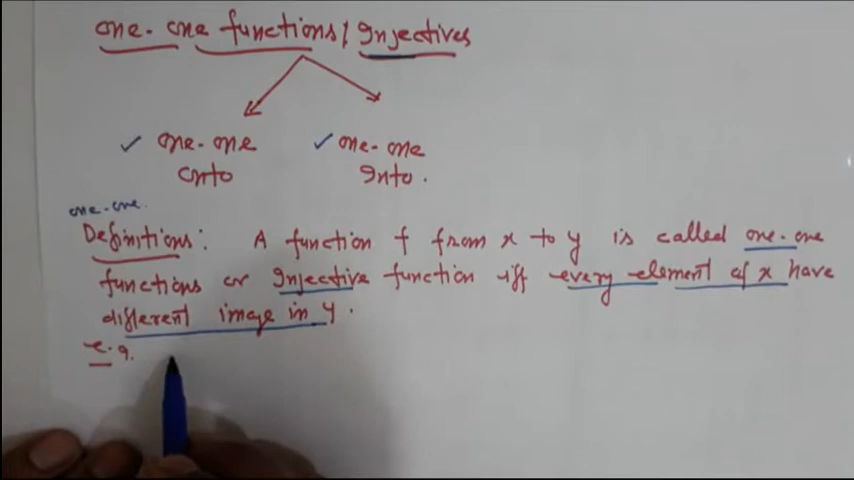 one-one functions / Injectives
✓ one-one ✓ one-one
onto Into.
one-one.
Definitions: A function f from x to y is called one-one
functions or Injective function iff every element of x have
different image in y.
e.g.